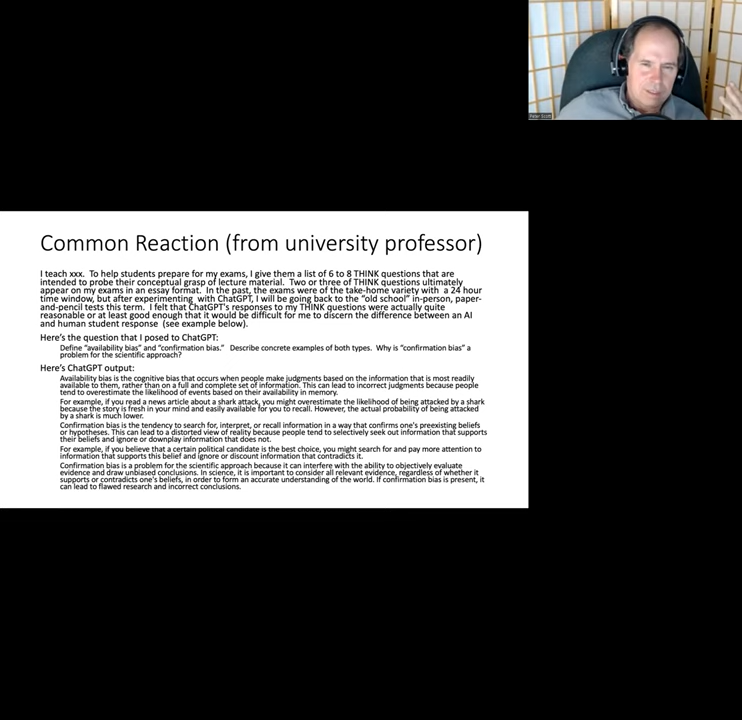 Peter Scott
Common Reaction (from university professor)
I teach xxx.  To help students prepare for my exams, I give them a list of 6 to 8 THINK questions that are
intended to probe their conceptual grasp of lecture material.  Two or three of THINK questions ultimately
appear on my exams in an essay format.  In the past, the exams were of the take-home variety with  a 24 hour
time window, but after experimenting  with ChatGPT, I will be going back to the "old school" in-person, paper-
and-pencil tests this term.  I felt that ChatGPT's responses to my THINK questions were actually quite
reasonable or at least good enough that it would be difficult for me to discern the difference between an AI
and human student response  (see example below).
Here's the question that I posed to ChatGPT:
Define "availability bias" and "confirmation bias."   Describe concrete examples of both types.  Why is "confirmation bias" a
problem for the scientific approach?
Here's ChatGPT output:
Availability bias is the cognitive bias that occurs when people make judgments based on the information that is most readily
available to them, rather than on a full and complete set of information. This can lead to incorrect judgments because people
tend to overestimate the likelihood of events based on their availability in memory.
For example, if you read a news article about a shark attack, you might overestimate the likelihood of being attacked by a shark
because the story is fresh in your mind and easily available for you to recall. However, the actual probability of being attacked
by a shark is much lower.
Confirmation bias is the tendency to search for, interpret, or recall information in a way that confirms one's preexisting beliefs
or hypotheses. This can lead to a distorted view of reality because people tend to selectively seek out information that supports
their beliefs and ignore or downplay information that does not.
For example, if you believe that a certain political candidate is the best choice, you might search for and pay more attention to
information that supports this belief and ignore or discount information that contradicts it.
Confirmation bias is a problem for the scientific approach because it can interfere with the ability to objectively evaluate
evidence and draw unbiased conclusions. In science, it is important to consider all relevant evidence, regardless of whether it
supports or contradicts one's beliefs, in order to form an accurate understanding of the world. If confirmation bias is present, it
can lead to flawed research and incorrect conclusions.